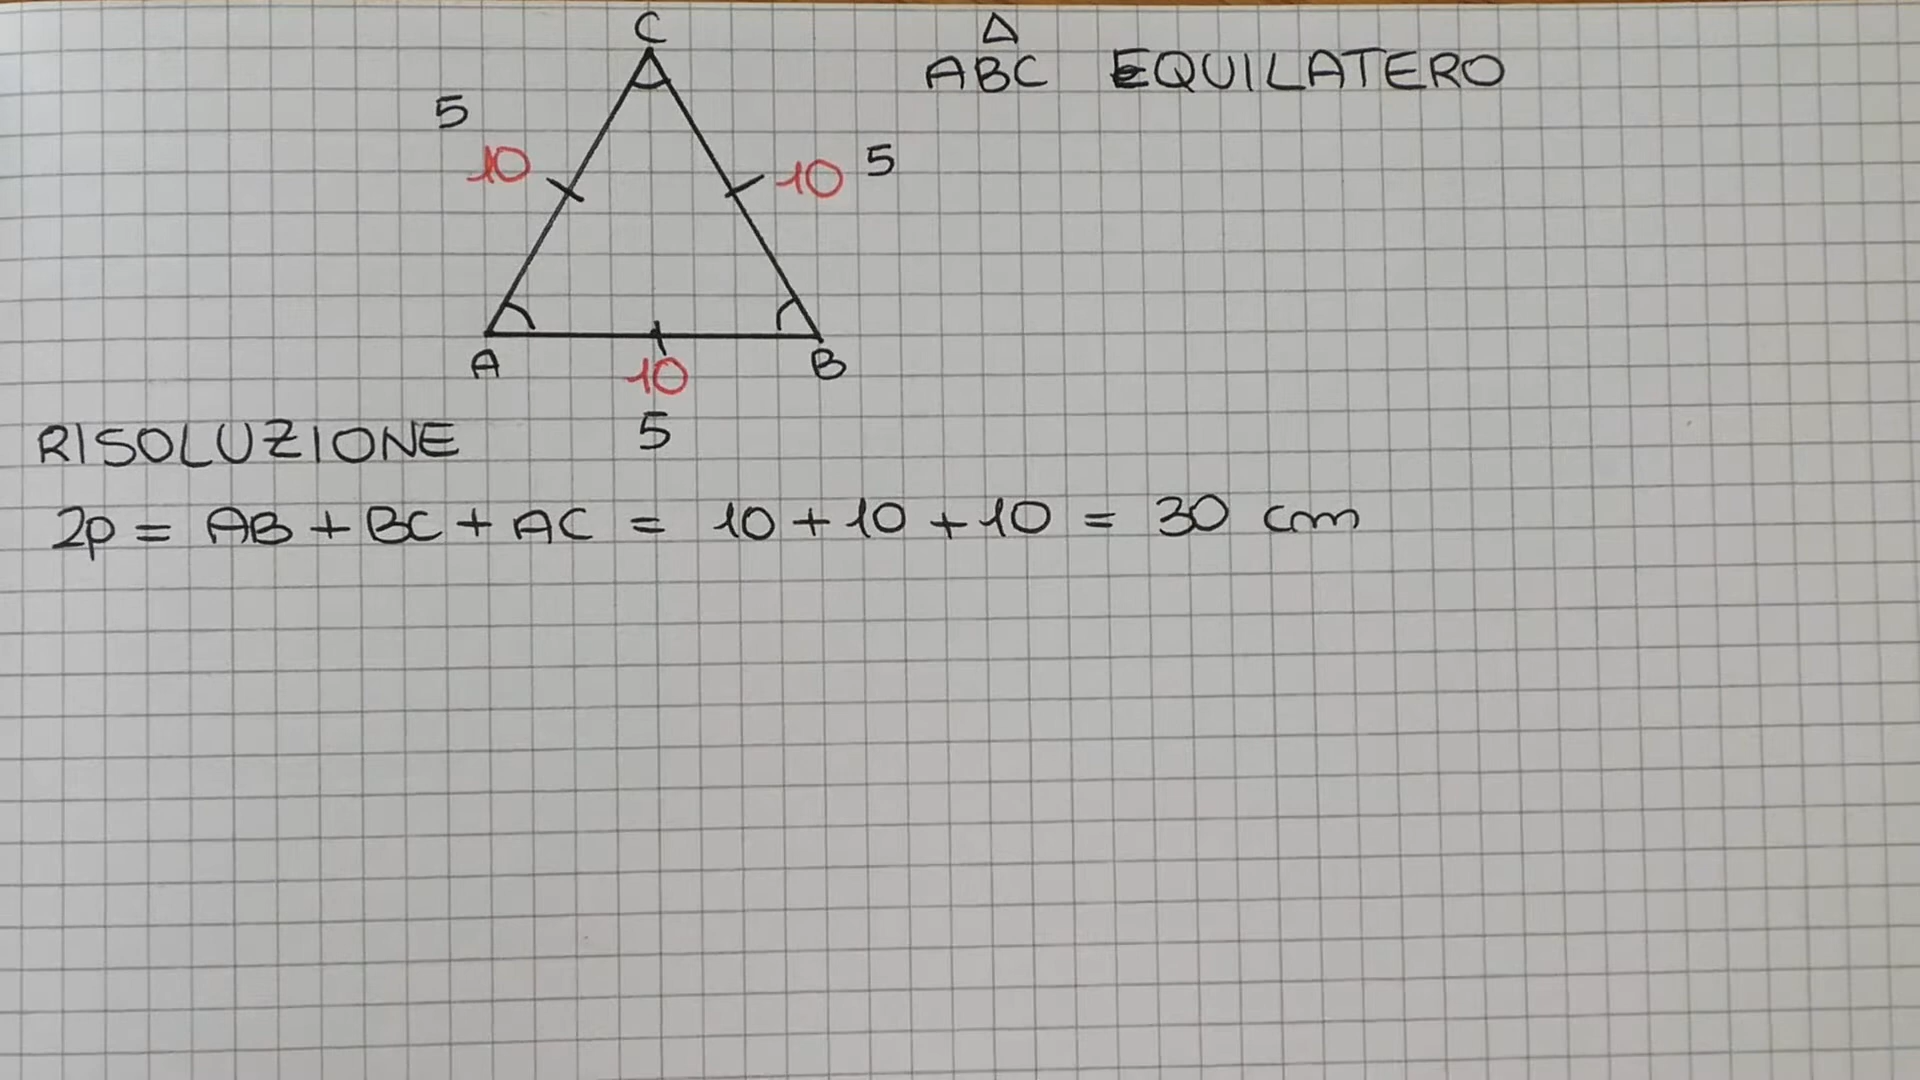 C
△
ABC EQUILATERO
5
10
10 5
A
B
10
5
RISOLUZIONE
2p = AB + BC + AC = 10 + 10 + 10 = 30 cm